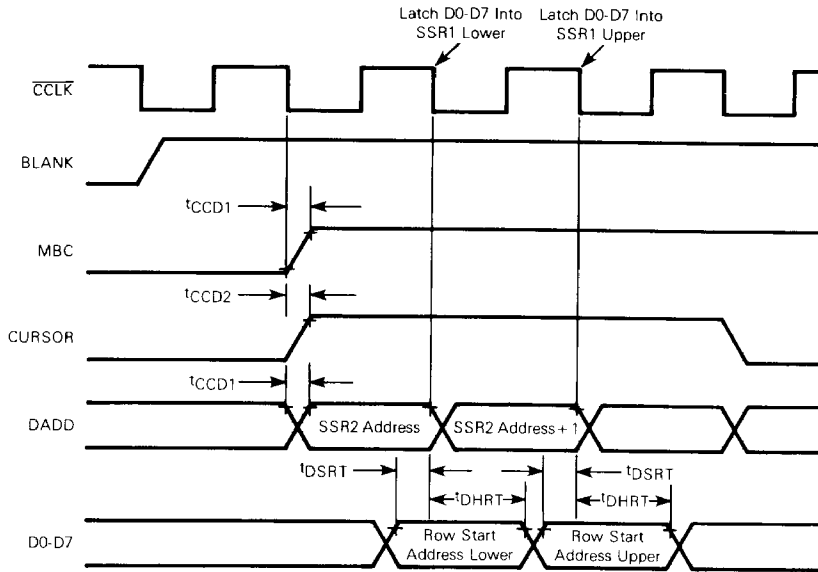 Latch D0-D7 Into
SSR1 Lower
Latch D0-D7 Into
SSR1 Upper
CCLK
BLANK
tCCD1
MBC
tCCD2
CURSOR
tCCD1
DADD
SSR2 Address
SSR2 Address + 1
tDSRT
tDSRT
tDHRT
tDHRT
D0-D7
Row Start
Address Lower
Row Start
Address Upper